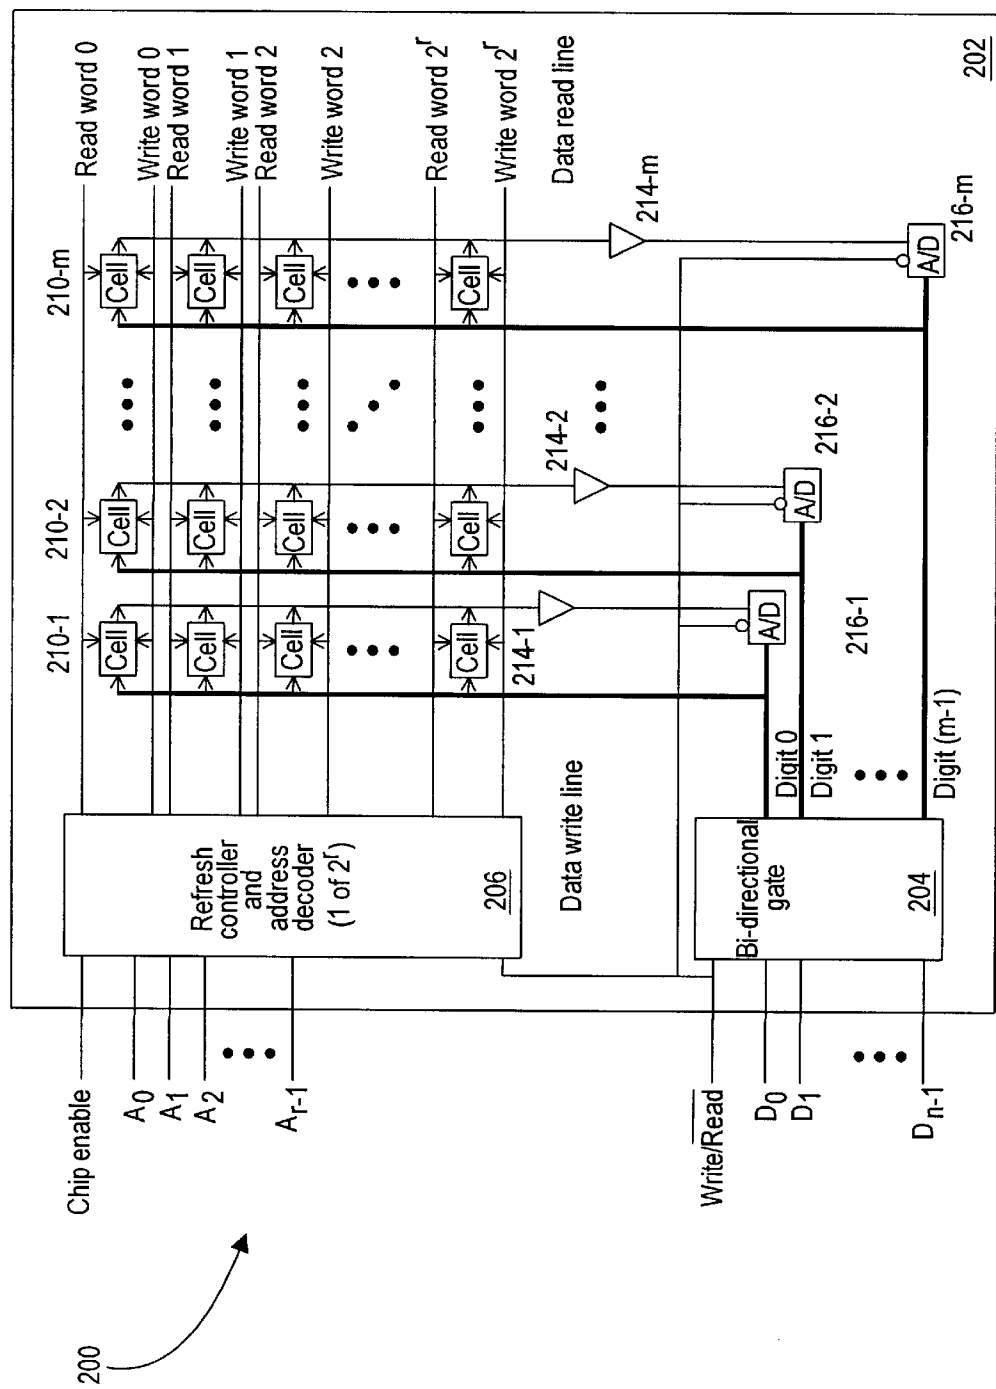 200
Chip enable
A0
A1
A2
Ar-1
Write/Read
D0
D1
Dn-1
Refresh
controller
and
address
decoder
(1 of 2^r)
206
Data write line
Bi-directional
gate
204
Digit 0
Digit 1
Digit (m-1)
210-1
210-2
210-m
Cell
Cell
Cell
Cell
Cell
Cell
Cell
Cell
Cell
Cell
Cell
Cell
214-1
214-2
214-m
A/D
A/D
A/D
216-1
216-2
216-m
Read word 0
Write word 0
Read word 1
Write word 1
Read word 2
Write word 2
Read word 2^r
Write word 2^r
Data read line
202